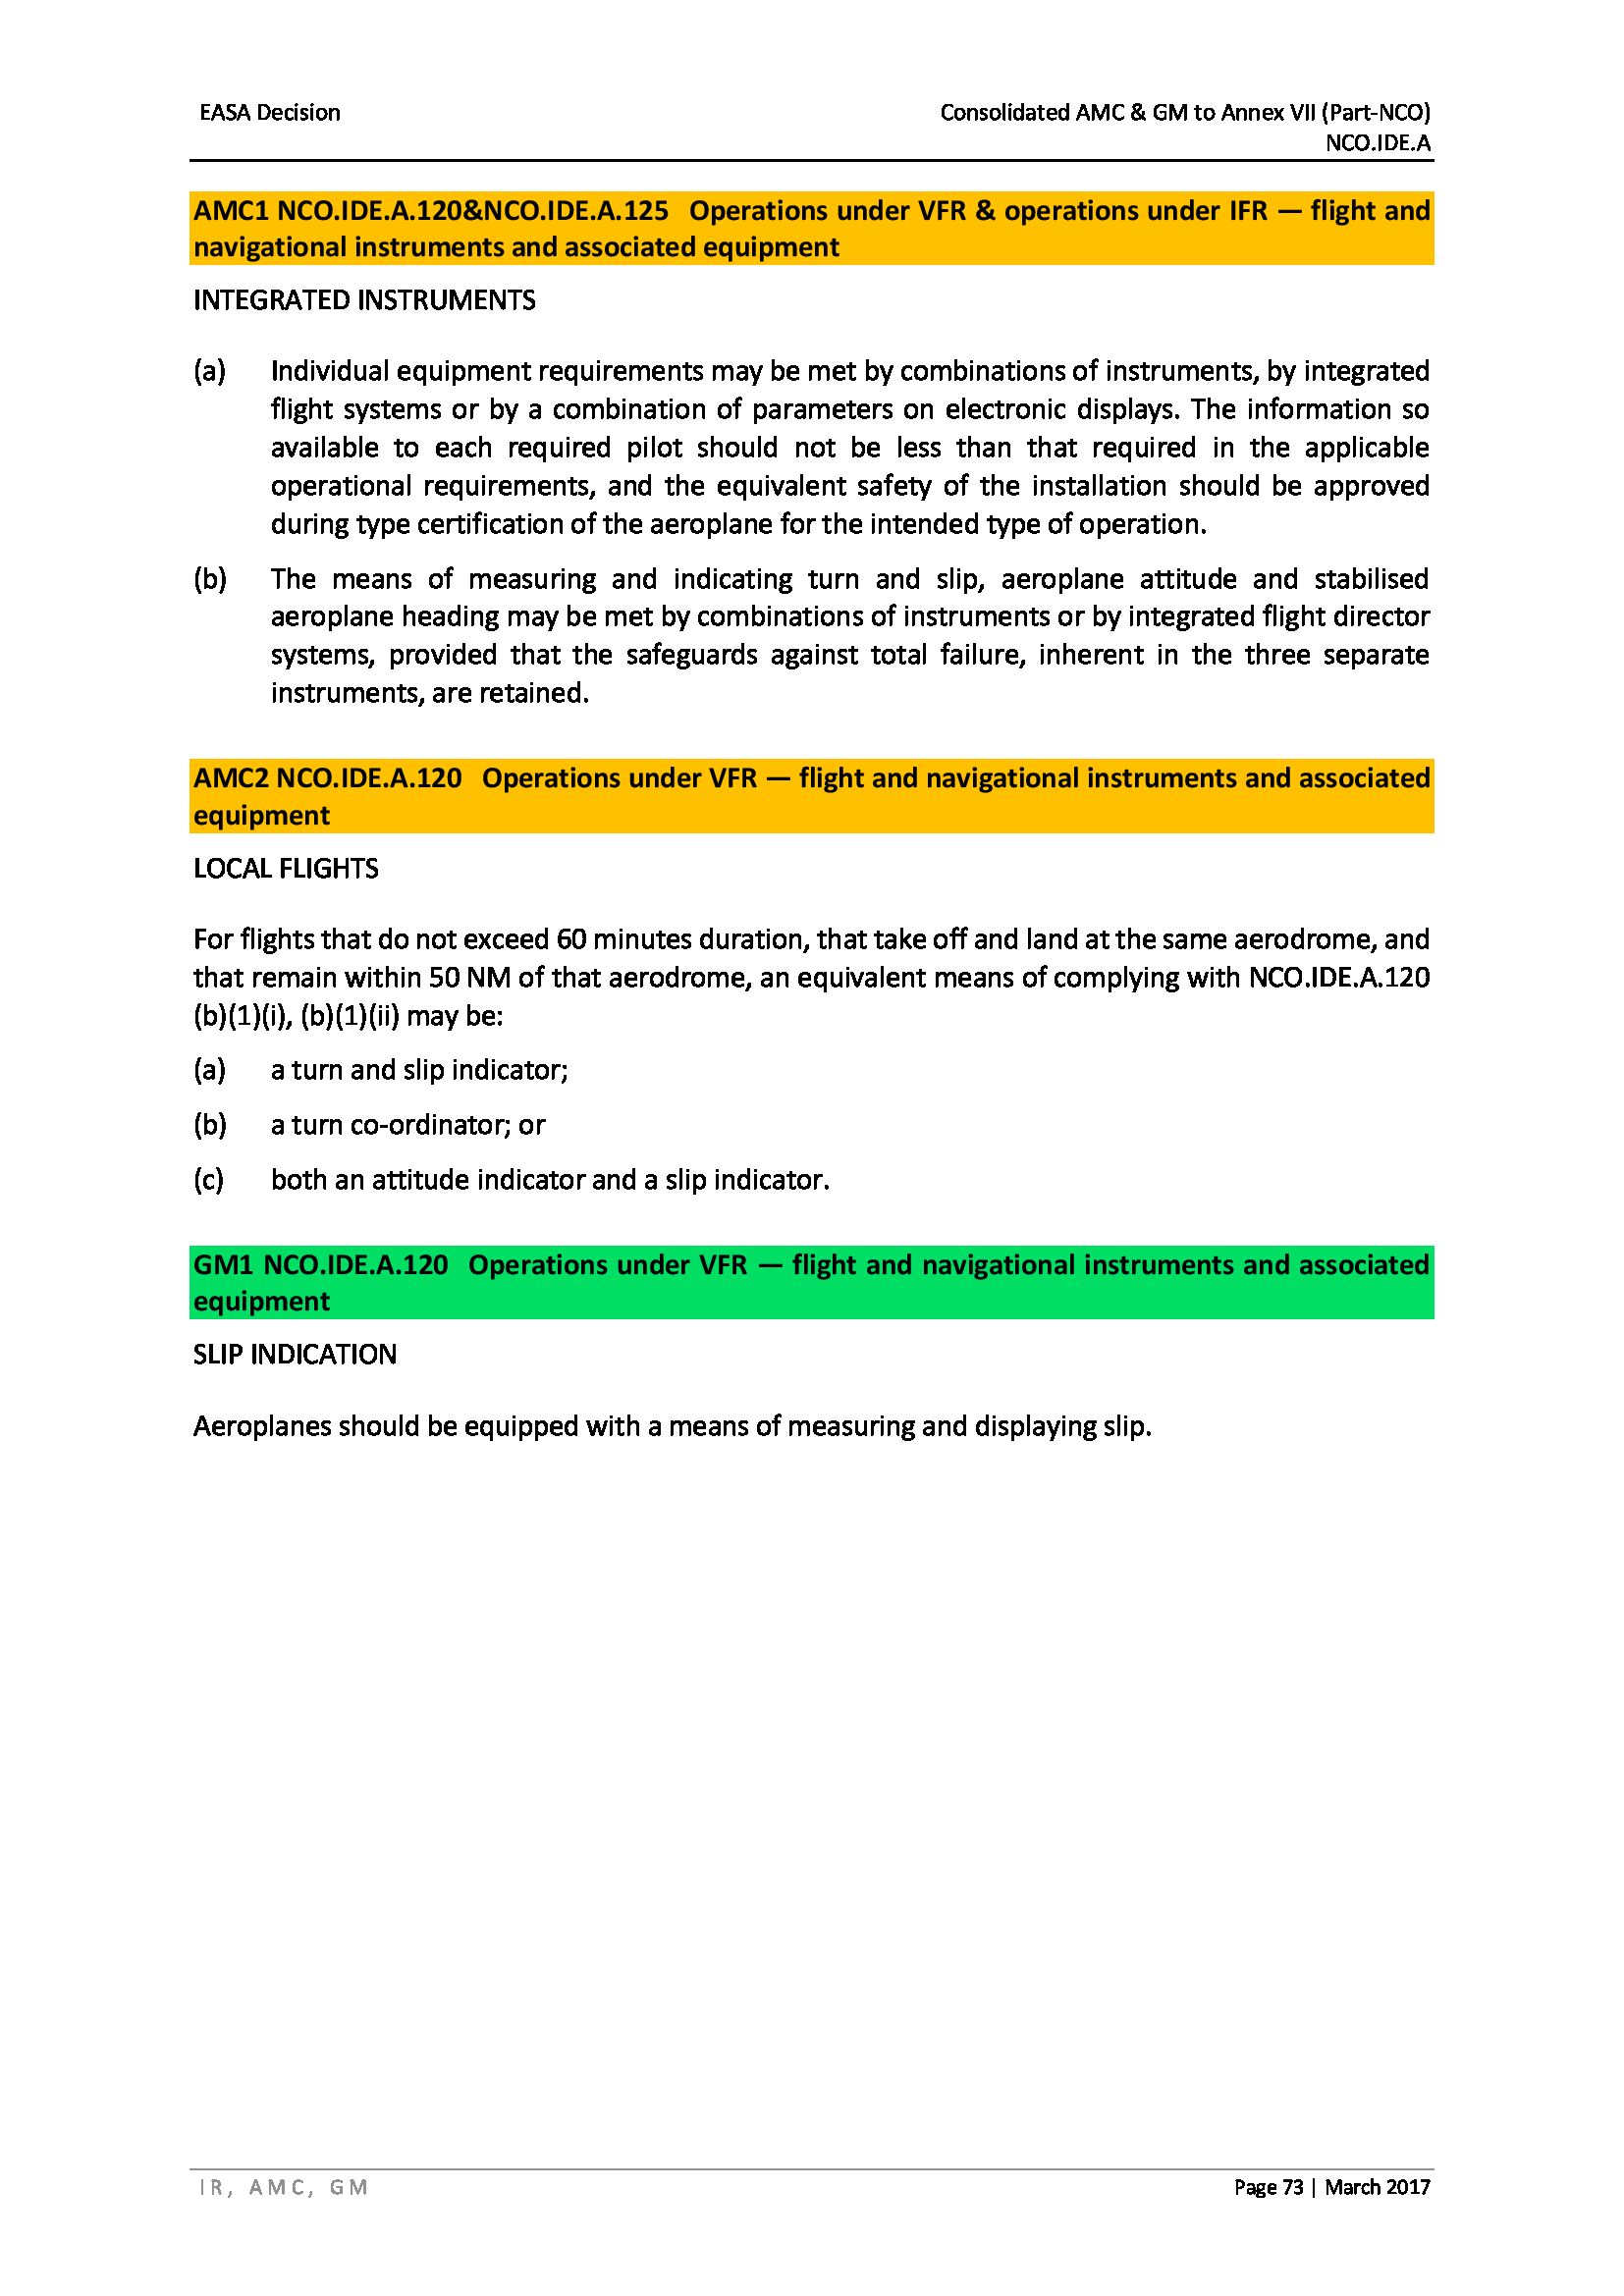 EASA Decision
Consolidated AMC & GM to Annex VII (Part-NCO)
NCO.IDE.A
AMC1 NCO.IDE.A.120&NCO.IDE.A.125 Operations under VFR & operations under IFR — flight and
navigational instruments and associated equipment
INTEGRATED INSTRUMENTS
(a) Individual equipment requirements may be met by combinations of instruments, by integrated
flight systems or by a combination of parameters on electronic displays. The information so
available to each required pilot should not be less than that required in the applicable
operational requirements, and the equivalent safety of the installation should be approved
during type certification of the aeroplane for the intended type of operation.
(b) The means of measuring and indicating turn and slip, aeroplane attitude and stabilised
aeroplane heading may be met by combinations of instruments or by integrated flight director
systems, provided that the safeguards against total failure, inherent in the three separate
instruments, are retained.
AMC2 NCO.IDE.A.120 Operations under VFR — flight and navigational instruments and associated
equipment
LOCAL FLIGHTS
For flights that do not exceed 60 minutes duration, that take off and land at the same aerodrome, and
that remain within 50 NM of that aerodrome, an equivalent means of complying with NCO.IDE.A.120
(b)(1)(i), (b)(1)(ii) may be:
(a) a turn and slip indicator;
(b) a turn co-ordinator; or
(c) both an attitude indicator and a slip indicator.
GM1 NCO.IDE.A.120 Operations under VFR — flight and navigational instruments and associated
equipment
SLIP INDICATION
Aeroplanes should be equipped with a means of measuring and displaying slip.
IR, AMC, GM
Page 73 | March 2017